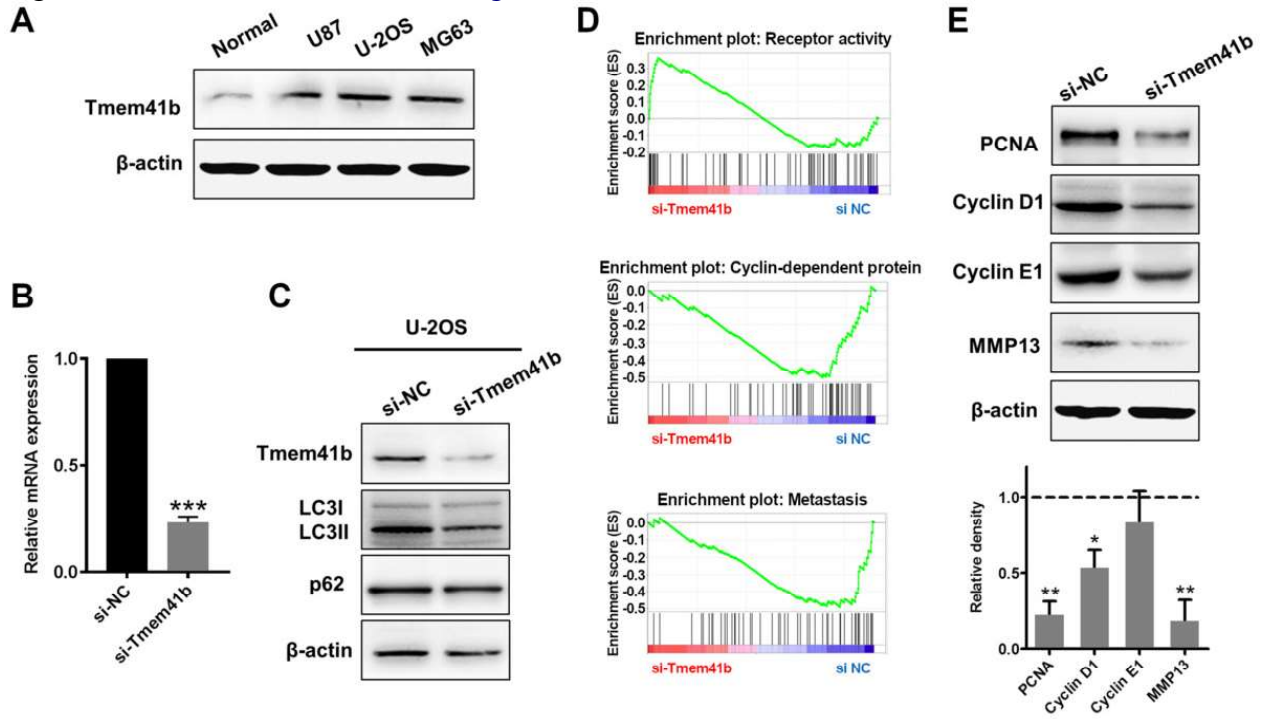 A
Normal
U87
U-2OS
MG63
Tmem41b
β-actin
B
Relative mRNA expression
1.0
0.5
0.0
***
si-NC
si-Tmem41b
C
U-2OS
si-NC
si-Tmem41b
Tmem41b
LC3I
LC3II
p62
β-actin
D
Enrichment plot: Receptor activity
Enrichment score (ES)
0.3
0.2
0.1
0.0
-0.1
-0.2
si-Tmem41b
si NC
Enrichment plot: Cyclin-dependent protein
Enrichment score (ES)
0.0
-0.1
-0.2
-0.3
-0.4
-0.5
si-Tmem41b
si NC
Enrichment plot: Metastasis
Enrichment score (ES)
0.0
-0.1
-0.2
-0.3
-0.4
-0.5
si-Tmem41b
si NC
E
si-NC
si-Tmem41b
PCNA
Cyclin D1
Cyclin E1
MMP13
β-actin
Relative density
1.0
0.5
0.0
**
*
**
PCNA
Cyclin D1
Cyclin E1
MMP13